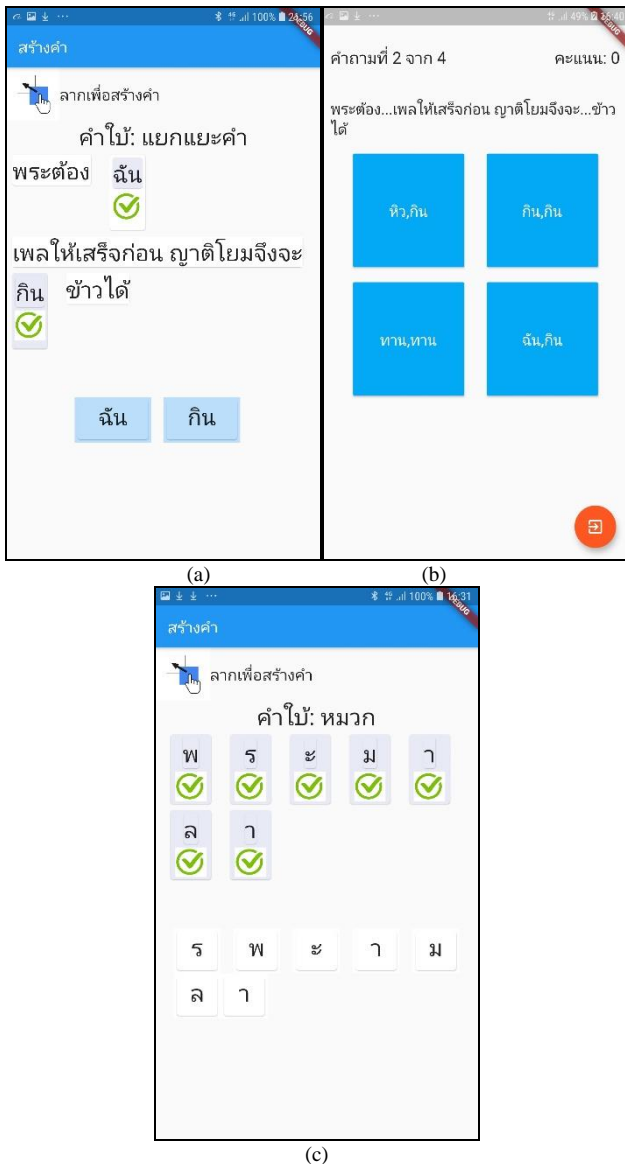 100% 21:56
สร้างคำ
ลากเพื่อสร้างคำ
คำใบ้: แยกแยะคำ
พระต้อง ฉัน
เพลให้เสร็จก่อน ญาติโยมจึงจะ
กิน ข้าวได้
ฉัน กิน
(a)
49% 26:40
คำถามที่ 2 จาก 4 คะแนน: 0
พระต้อง...เพลให้เสร็จก่อน ญาติโยมจึงจะ...ข้าว
ได้
หิว,กิน กิน,กิน
ทาน,ทาน ฉัน,กิน
(b)
100% 16:31
สร้างคำ
ลากเพื่อสร้างคำ
คำใบ้: หมวก
พ ร ะ ม า
ล า
ร พ ะ า ม
ล า
(c)